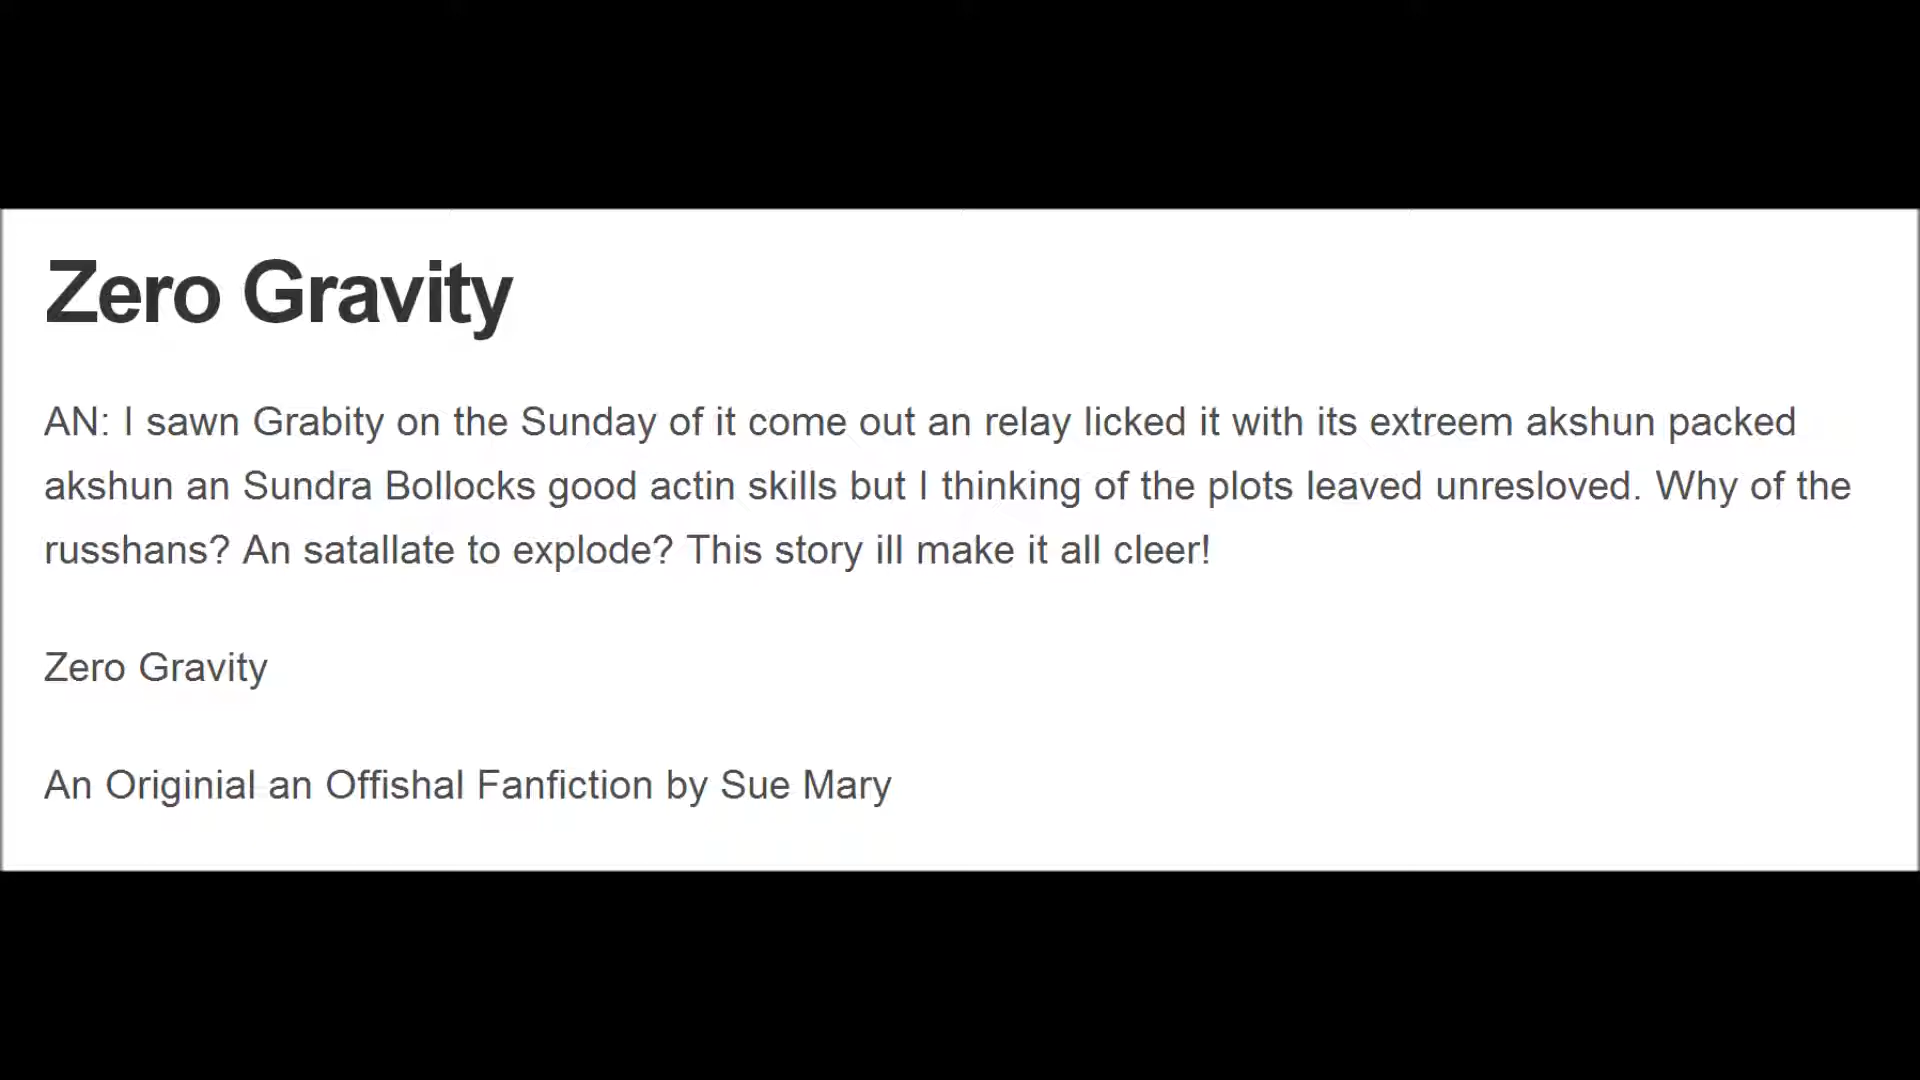 Zero Gravity
AN: I sawn Grabity on the Sunday of it come out an relay licked it with its extreem akshun packed
akshun an Sundra Bollocks good actin skills but I thinking of the plots leaved unresloved. Why of the
russhans? An satallate to explode? This story ill make it all cleer!
Zero Gravity
An Originial an Offishal Fanfiction by Sue Mary